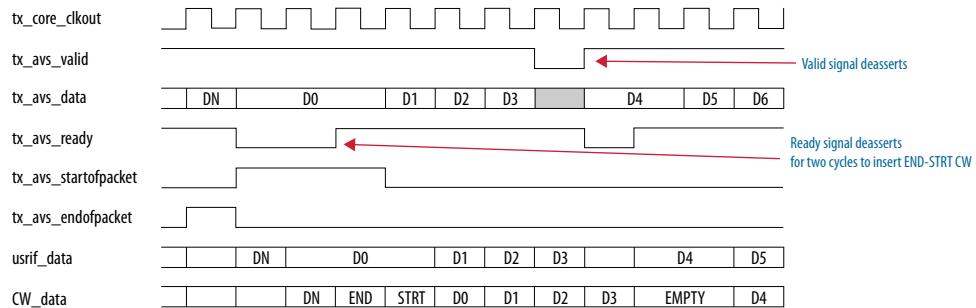 tx_core_clkout
tx_avs_valid
Valid signal deasserts
tx_avs_data DN D0 D1 D2 D3 D4 D5 D6
tx_avs_ready
Ready signal deasserts
for two cycles to insert END-STRT CW
tx_avs_startofpacket
tx_avs_endofpacket
usrif_data DN D0 D1 D2 D3 D4 D5
CW_data DN END STRT D0 D1 D2 D3 EMPTY D4